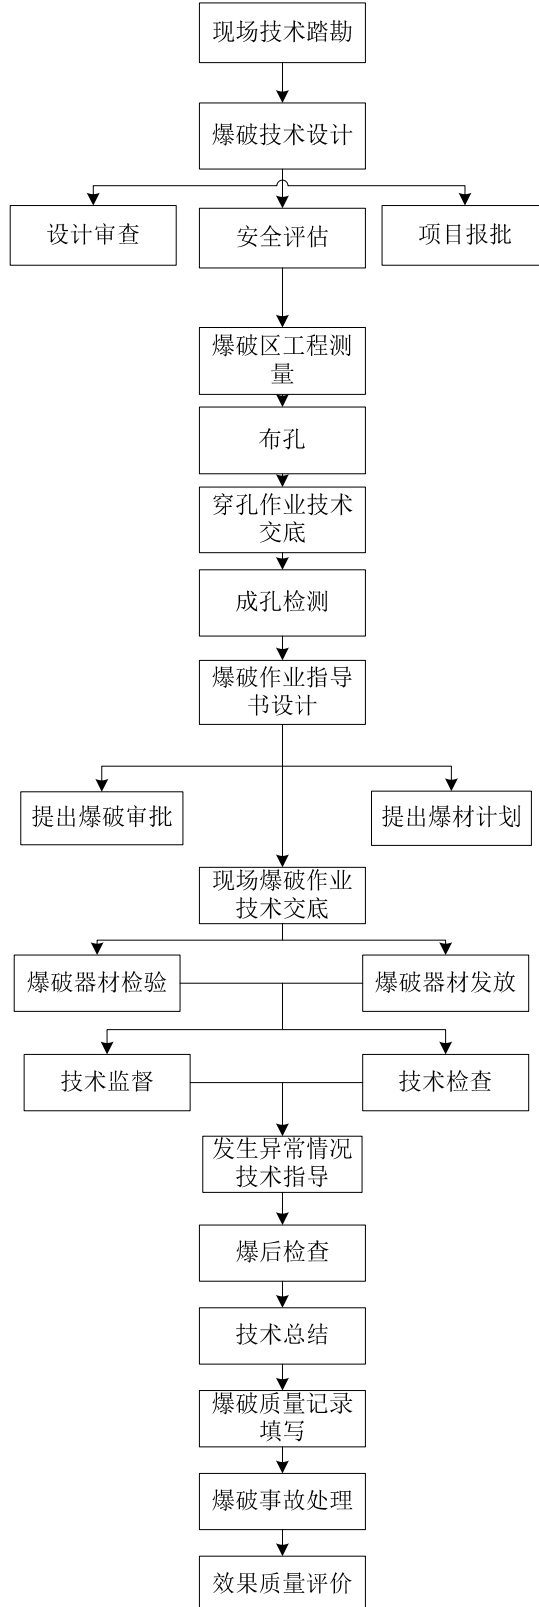 现场技术踏勘
爆破技术设计
设计审查
安全评估
项目报批
爆破区工程测
量
布孔
穿孔作业技术
交底
成孔检测
爆破作业指导
书设计
提出爆破审批
提出爆材计划
现场爆破作业
技术交底
爆破器材检验
爆破器材发放
技术监督
技术检查
发生异常情况
技术指导
爆后检查
技术总结
爆破质量记录
填写
爆破事故处理
效果质量评价